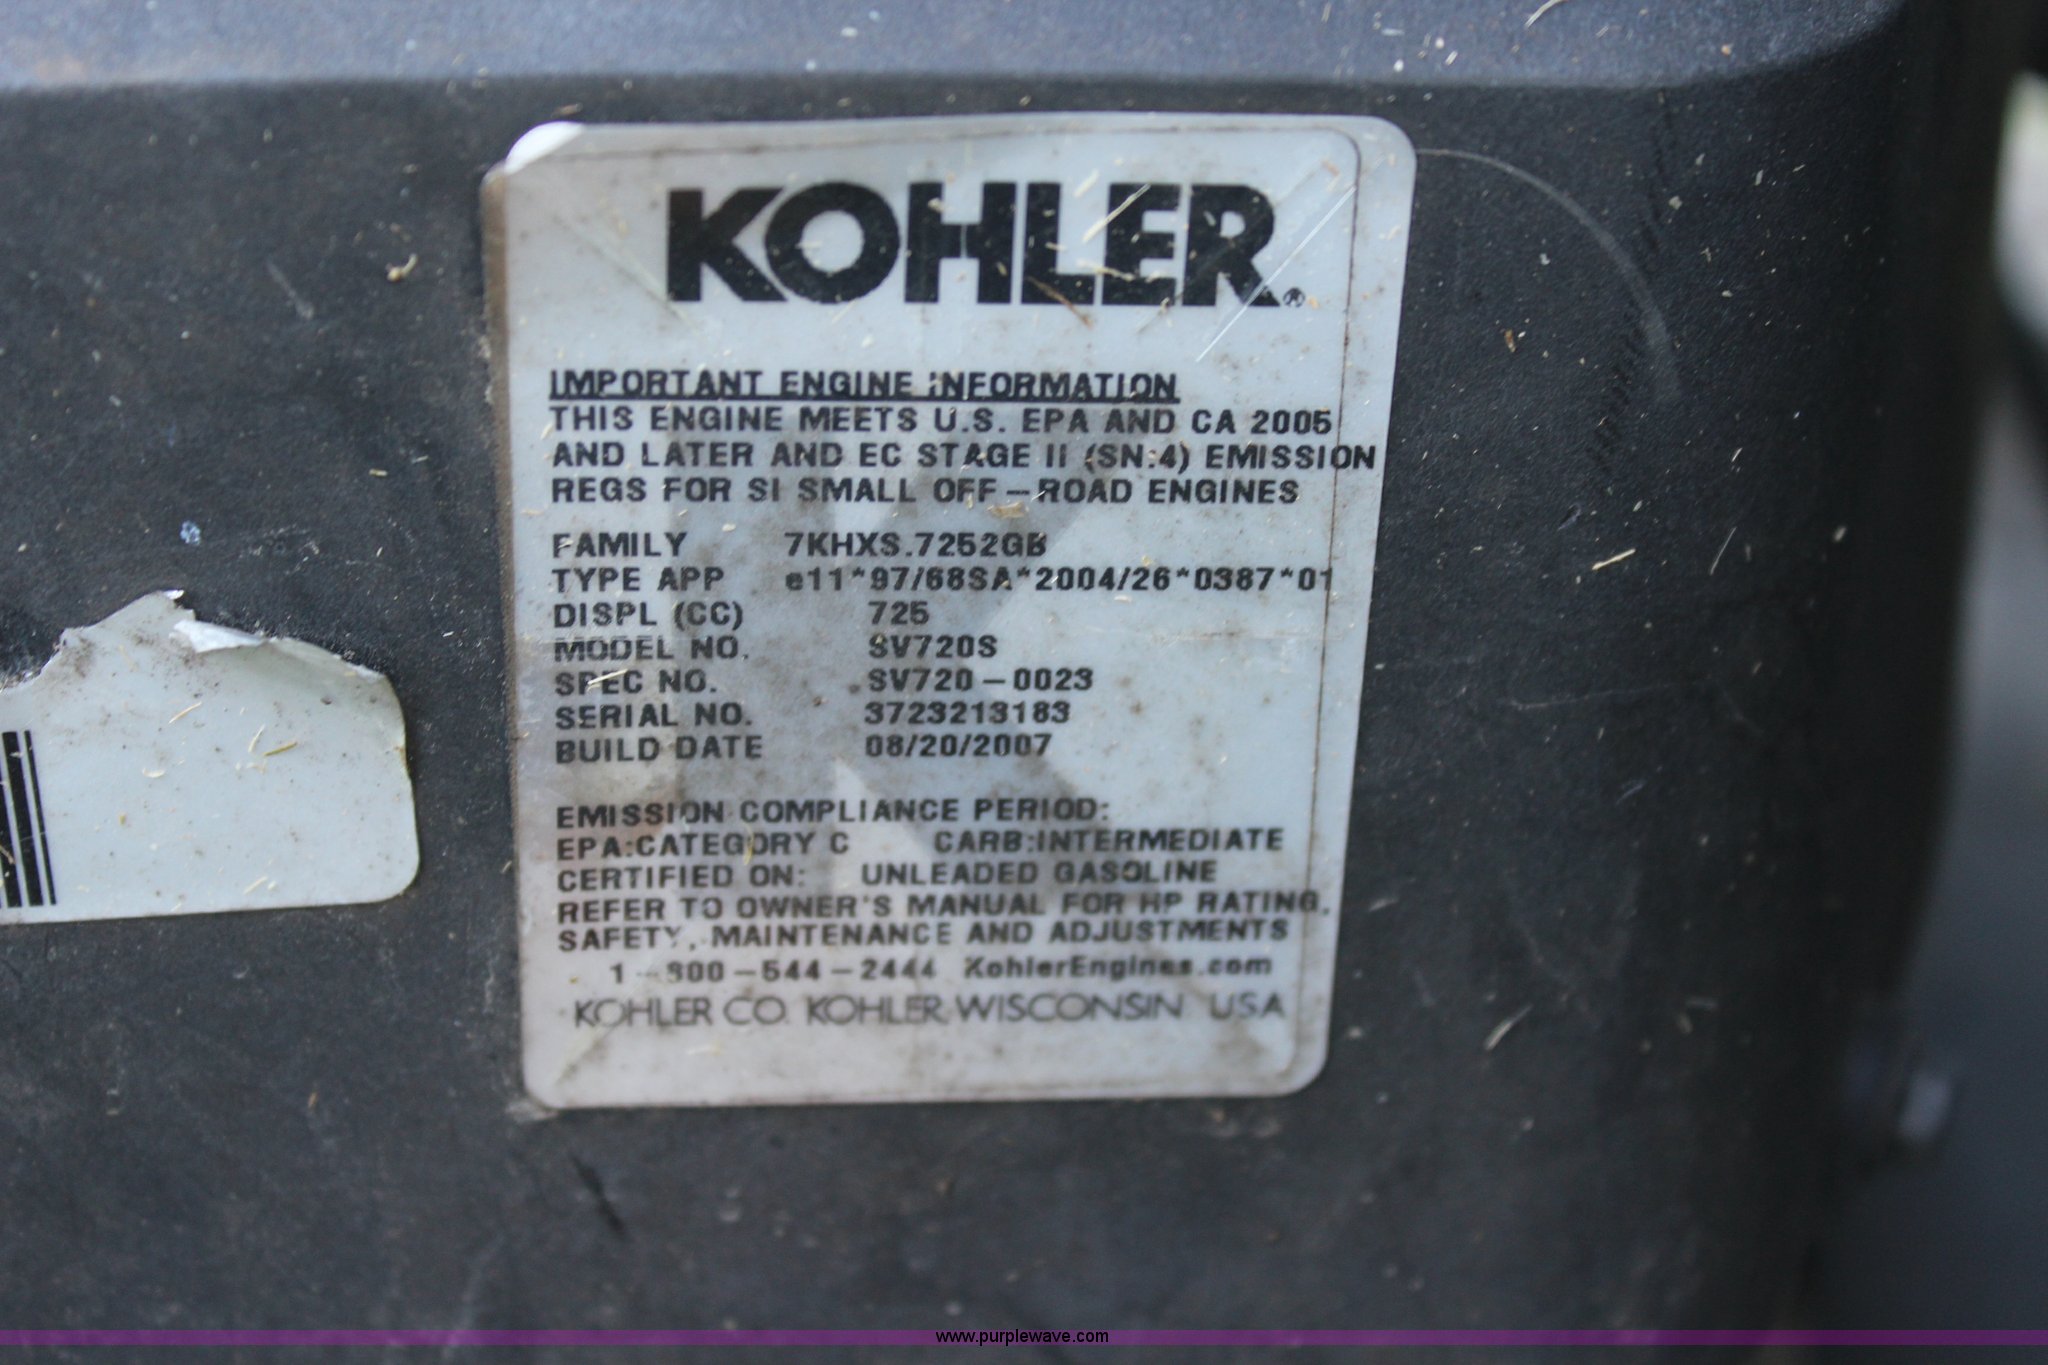 KOHLER®
IMPORTANT ENGINE INFORMATION
THIS ENGINE MEETS U.S. EPA AND CA 2005
AND LATER AND EC STAGE II (SN:4) EMISSION
REGS FOR SI SMALL OFF-ROAD ENGINES
FAMILY 7KHXS.7252GB
TYPE APP e11*97/68SA*2004/26*0387*01
DISPL (CC) 725
MODEL NO. SV720S
SPEC NO. SV720-0023
SERIAL NO. 3723213183
BUILD DATE 08/20/2007
EMISSION COMPLIANCE PERIOD:
EPA:CATEGORY C CARB:INTERMEDIATE
CERTIFIED ON: UNLEADED GASOLINE
REFER TO OWNER'S MANUAL FOR HP RATING,
SAFETY, MAINTENANCE AND ADJUSTMENTS
1-800-544-2444 KohlerEngines.com
KOHLER CO. KOHLER, WISCONSIN USA
www.purplewave.com